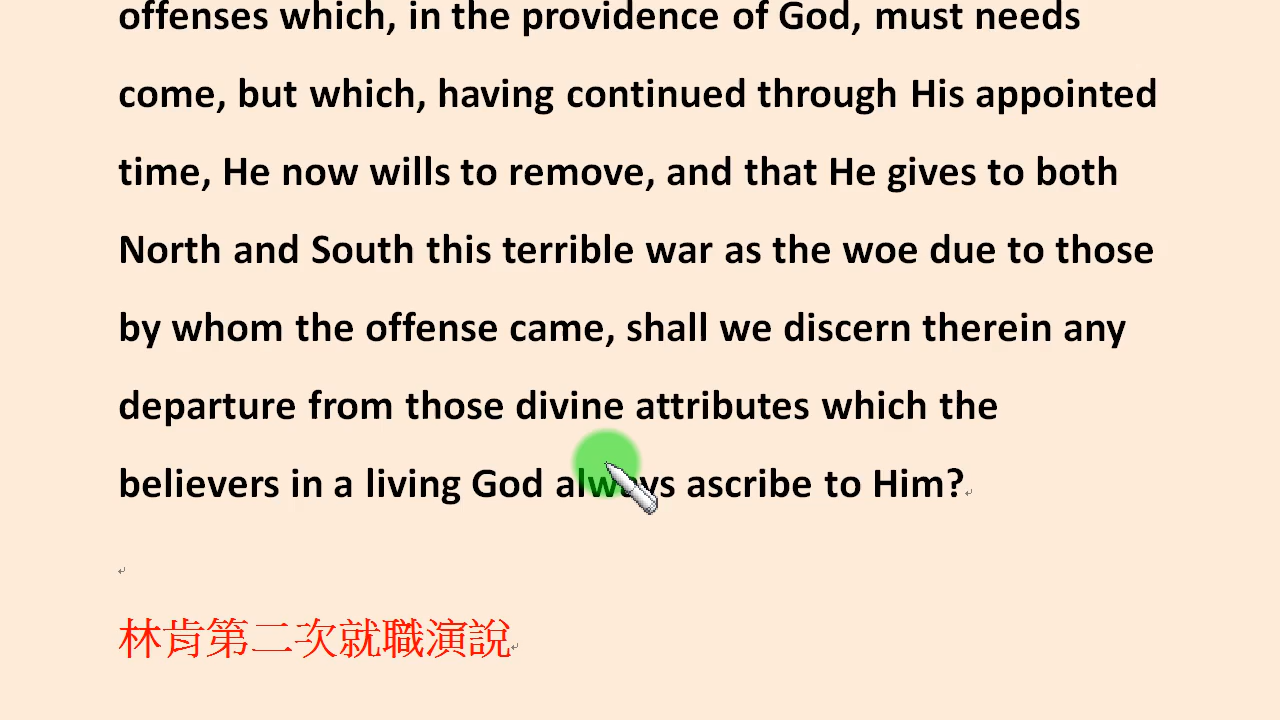 offenses which, in the providence of God, must needs
come, but which, having continued through His appointed
time, He now wills to remove, and that He gives to both
North and South this terrible war as the woe due to those
by whom the offense came, shall we discern therein any
departure from those divine attributes which the
believers in a living God always ascribe to Him?
林肯第二次就職演說